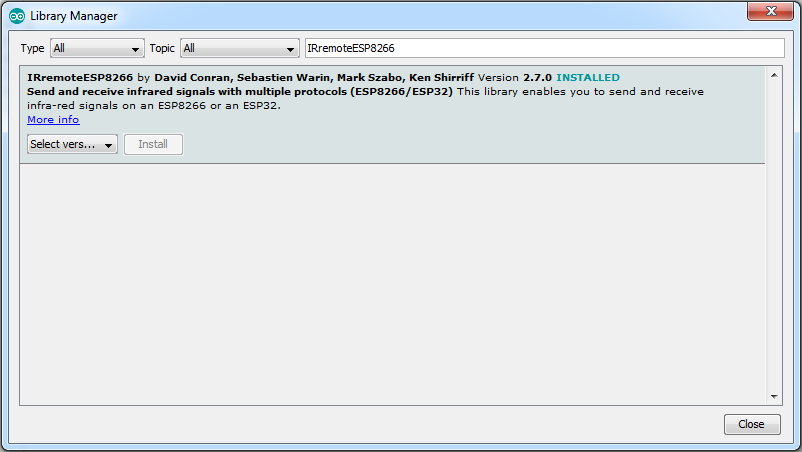 Library Manager
Type All Topic All IRremoteESP8266
IRremoteESP8266 by David Conran, Sebastien Warin, Mark Szabo, Ken Shirriff Version 2.7.0 INSTALLED
Send and receive infrared signals with multiple protocols (ESP8266/ESP32) This library enables you to send and receive
infra-red signals on an ESP8266 or an ESP32.
More info
Select vers... Install
Close